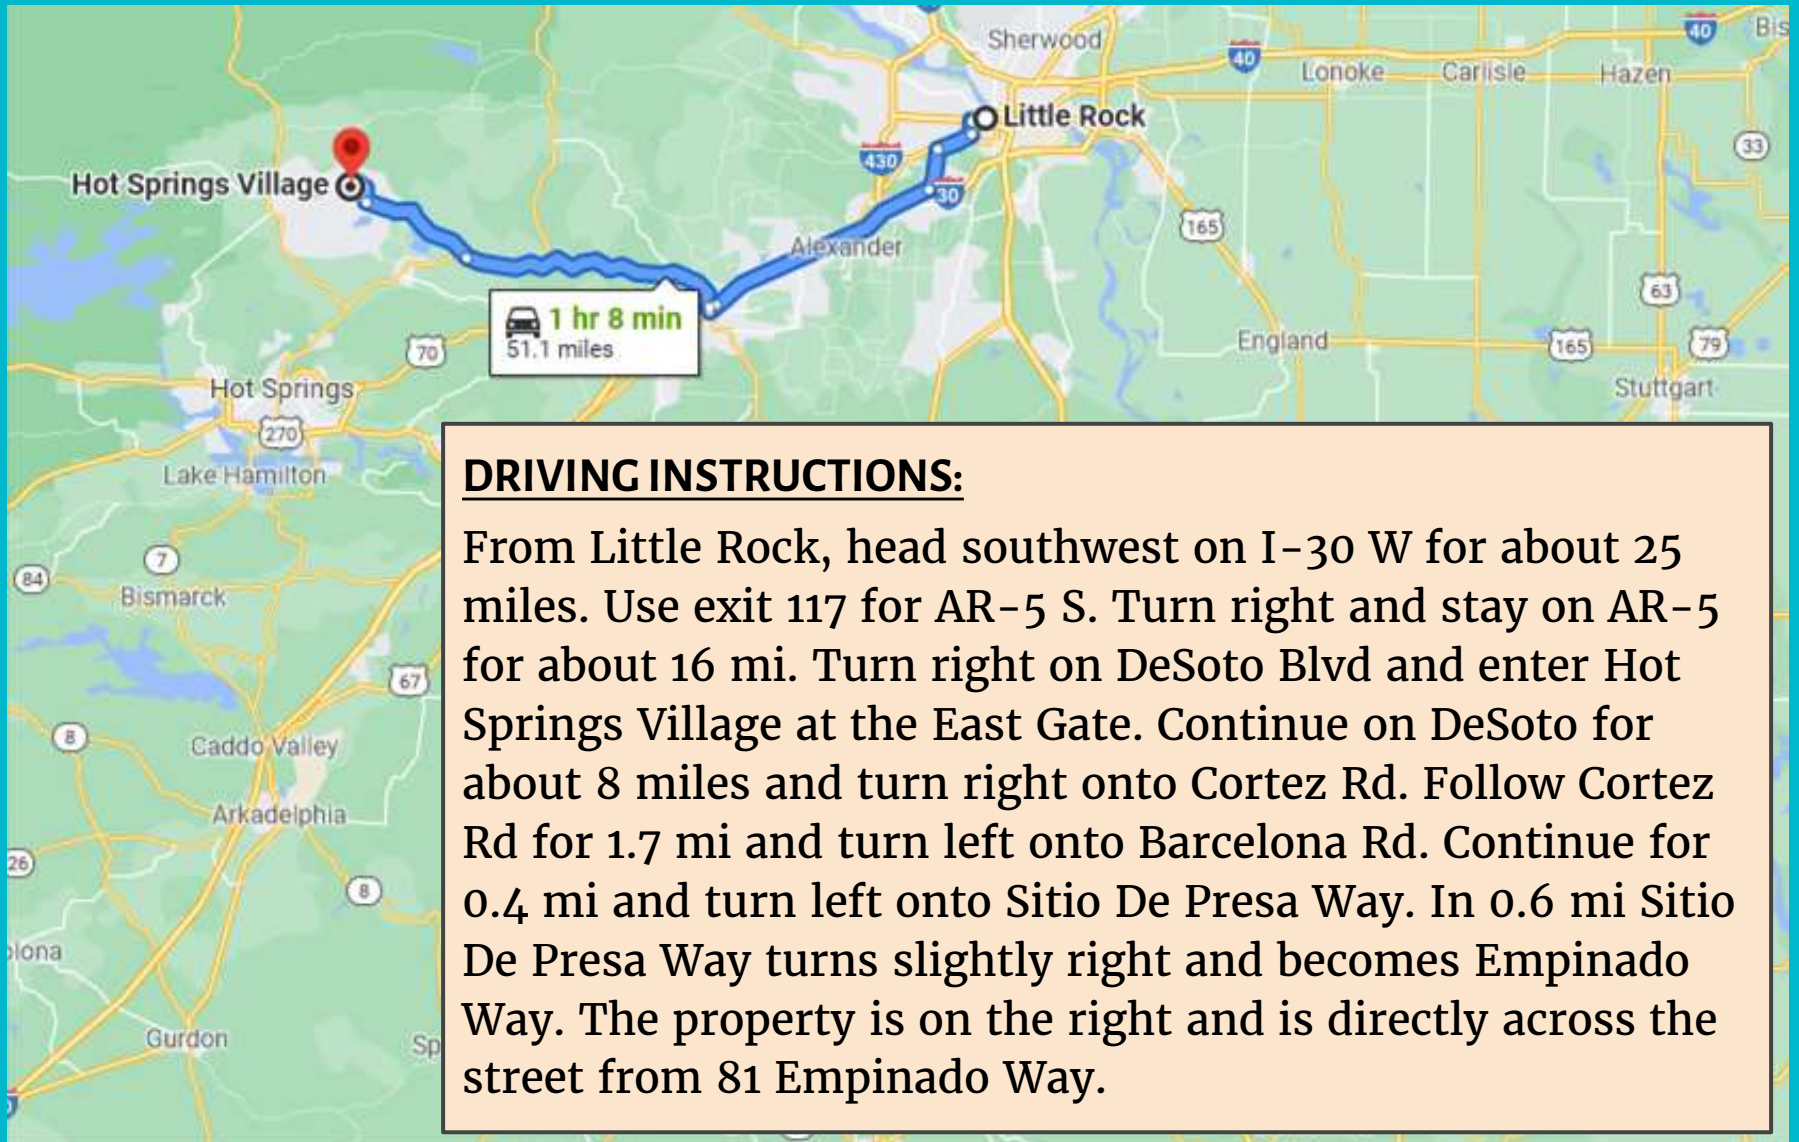 Sherwood
40
40
Bis
Lonoke
Carlisle
Hazen
Little Rock
430
33
Hot Springs Village
30
165
Alexander
63
1 hr 8 min
51.1 miles
70
England
165
79
Hot Springs
Stuttgart
270
Lake Hamilton
DRIVING INSTRUCTIONS:
From Little Rock, head southwest on I-30 W for about 25
miles. Use exit 117 for AR-5 S. Turn right and stay on AR-5
for about 16 mi. Turn right on DeSoto Blvd and enter Hot
Springs Village at the East Gate. Continue on DeSoto for
about 8 miles and turn right onto Cortez Rd. Follow Cortez
Rd for 1.7 mi and turn left onto Barcelona Rd. Continue for
0.4 mi and turn left onto Sitio De Presa Way. In 0.6 mi Sitio
De Presa Way turns slightly right and becomes Empinado
Way. The property is on the right and is directly across the
street from 81 Empinado Way.
7
84
Bismarck
67
8
Caddo Valley
Arkadelphia
26
8
olona
Gurdon
Sp